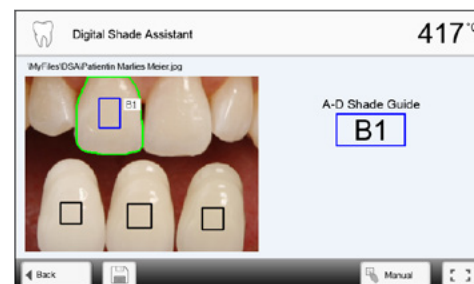 Digital Shade Assistant
417°C
\MyFiles\DSA\Patientin Marlies Meier.jpg
B1
A-D Shade Guide
B1
Back
Manual